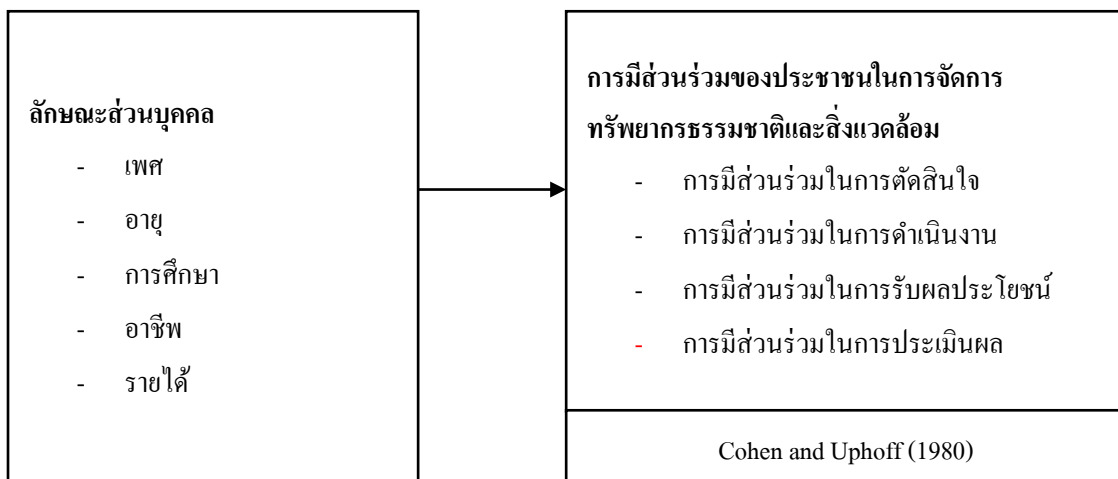 ลักษณะส่วนบุคคล
- เพศ
- อายุ
- การศึกษา
- อาชีพ
- รายได้
การมีส่วนร่วมของประชาชนในการจัดการ
ทรัพยากรธรรมชาติและสิ่งแวดล้อม
- การมีส่วนร่วมในการตัดสินใจ
- การมีส่วนร่วมในการดำเนินงาน
- การมีส่วนร่วมในการรับผลประโยชน์
- การมีส่วนร่วมในการประเมินผล
Cohen and Uphoff (1980)